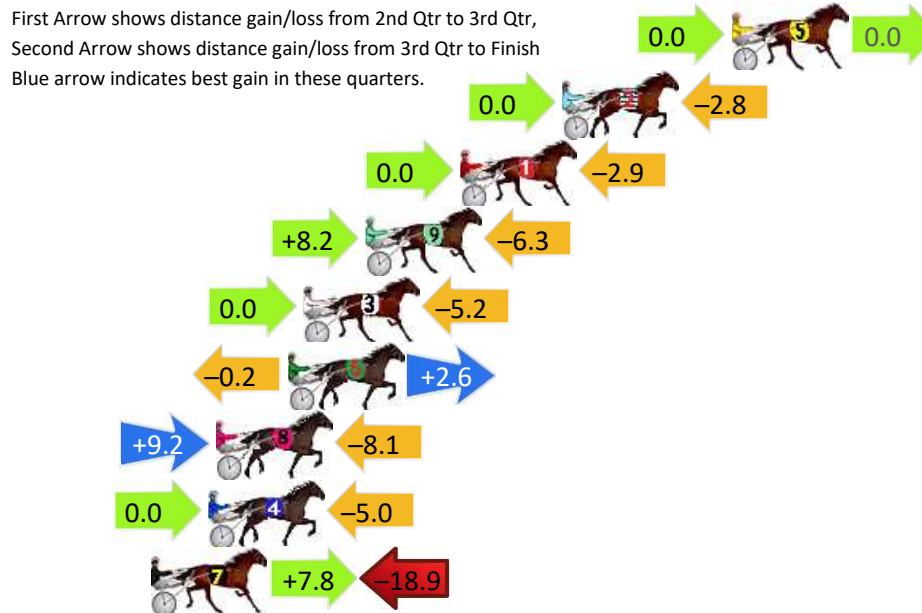 First Arrow shows distance gain/loss from 2nd Qtr to 3rd Qtr,
Second Arrow shows distance gain/loss from 3rd Qtr to Finish
Blue arrow indicates best gain in these quarters.
0.0 5 0.0
0.0 2 –2.8
0.0 1 –2.9
+8.2 9 –6.3
0.0 3 –5.2
–0.2 6 +2.6
+9.2 8 –8.1
0.0 4 –5.0
7 +7.8 –18.9